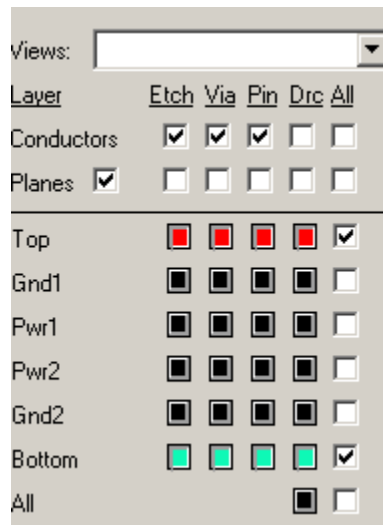 Views:
Layer Etch Via Pin Drc All
Conductors
Planes
Top
Gnd1
Pwr1
Pwr2
Gnd2
Bottom
All